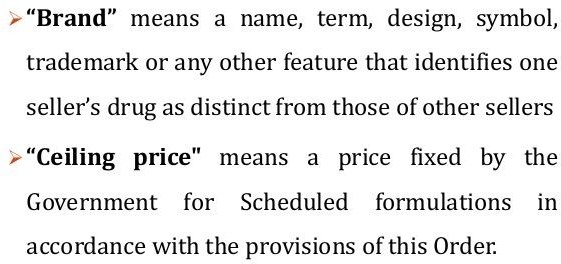 ➢ “Brand” means a name, term, design, symbol,
trademark or any other feature that identifies one
seller’s drug as distinct from those of other sellers
➢ “Ceiling price" means a price fixed by the
Government for Scheduled formulations in
accordance with the provisions of this Order.